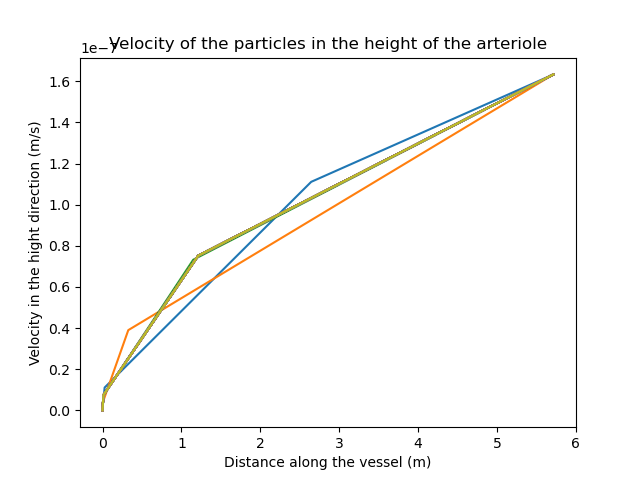 Velocity of the particles in the height of the arteriole
1e−7
1.6
1.4
1.2
1.0
0.8
0.6
0.4
0.2
0.0
Velocity in the hight direction (m/s)
0 1 2 3 4 5 6
Distance along the vessel (m)